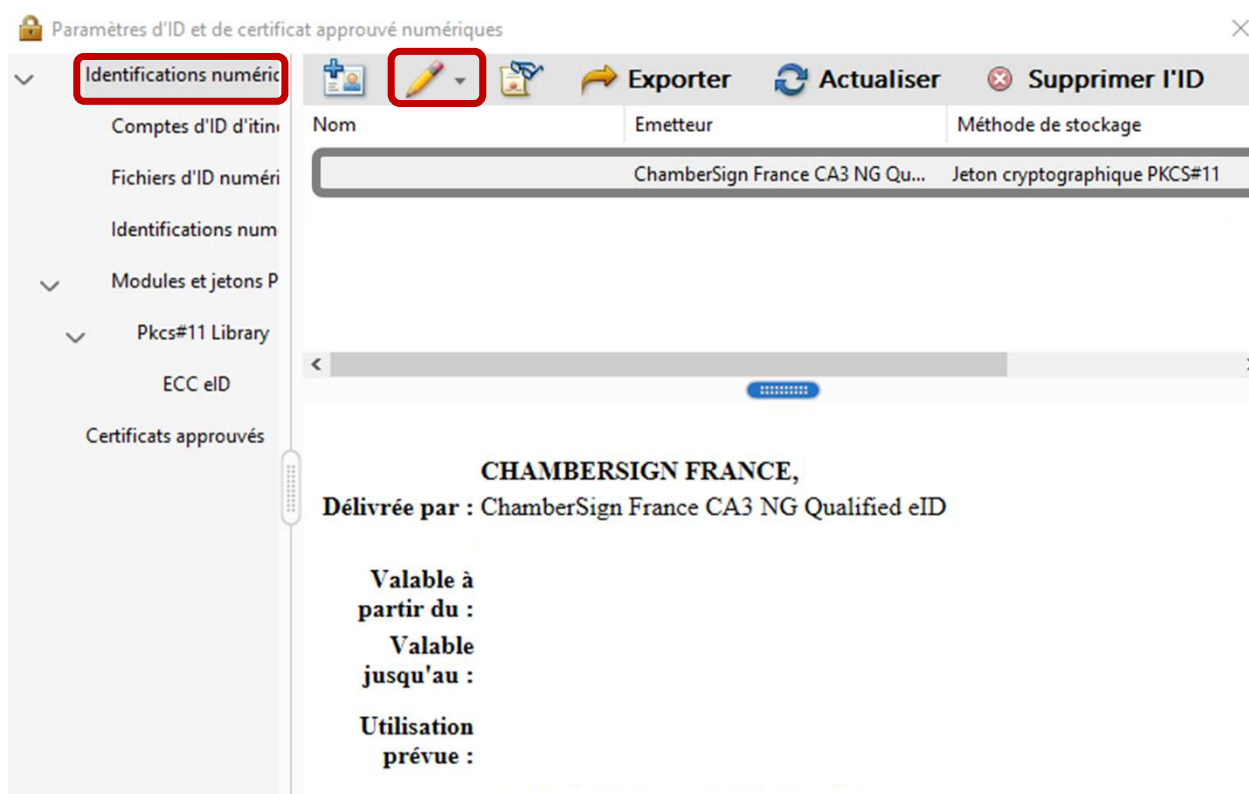 Paramètres d'ID et de certificat approuvé numériques
Identifications numéric
Comptes d'ID d'itin
Fichiers d'ID numéri
Identifications num
Modules et jetons P
Pkcs#11 Library
ECC eID
Certificats approuvés
Exporter Actualiser Supprimer l'ID
Nom Emetteur Méthode de stockage
ChamberSign France CA3 NG Qu... Jeton cryptographique PKCS#11
CHAMBERSIGN FRANCE,
Délivrée par : ChamberSign France CA3 NG Qualified eID
Valable à
partir du :
Valable
jusqu'au :
Utilisation
prévue :